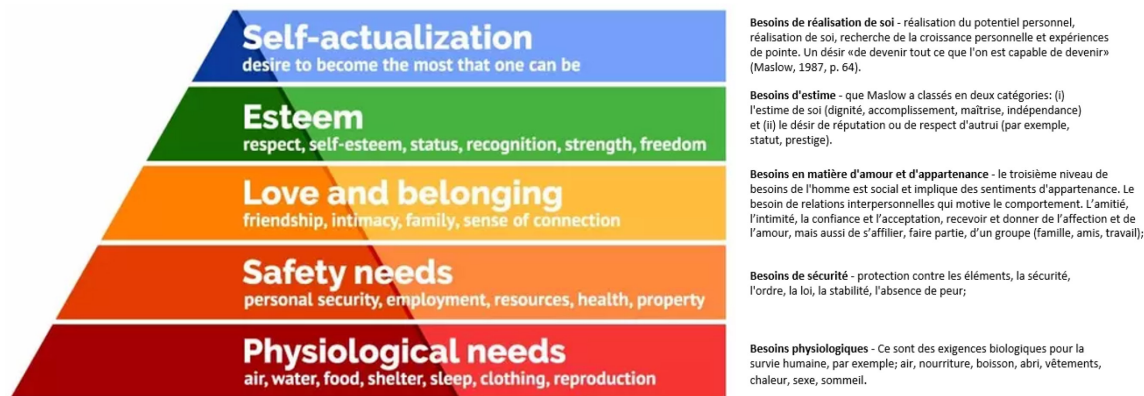 Self-actualization
desire to become the most that one can be
Besoins de réalisation de soi - réalisation du potentiel personnel,
réalisation de soi, recherche de la croissance personnelle et expériences
de pointe. Un désir «de devenir tout ce que l'on est capable de devenir»
(Maslow, 1987, p. 64).
Esteem
respect, self-esteem, status, recognition, strength, freedom
Besoins d'estime - que Maslow a classés en deux catégories: (i)
l'estime de soi (dignité, accomplissement, maîtrise, indépendance)
et (ii) le désir de réputation ou de respect d'autrui (par exemple,
statut, prestige).
Love and belonging
friendship, intimacy, family, sense of connection
Besoins en matière d'amour et d'appartenance - le troisième niveau de
besoins de l'homme est social et implique des sentiments d'appartenance. Le
besoin de relations interpersonnelles qui motive le comportement. L’amitié,
l’intimité, la confiance et l’acceptation, recevoir et donner de l’affection et de
l’amour, mais aussi de s’affilier, faire partie, d’un groupe (famille, amis, travail);
Safety needs
personal security, employment, resources, health, property
Besoins de sécurité - protection contre les éléments, la sécurité,
l'ordre, la loi, la stabilité, l'absence de peur;
Physiological needs
air, water, food, shelter, sleep, clothing, reproduction
Besoins physiologiques - Ce sont des exigences biologiques pour la
survie humaine, par exemple; air, nourriture, boisson, abri, vêtements,
chaleur, sexe, sommeil.